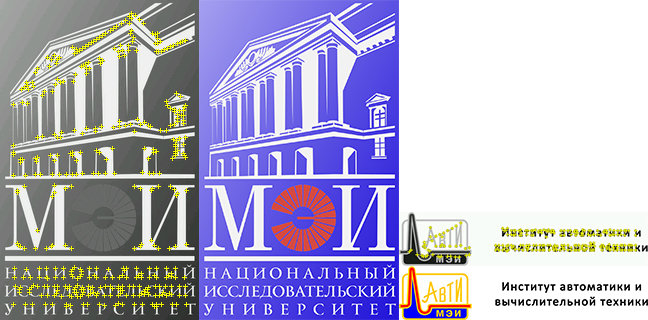 МЭИ
НАЦИОНАЛЬНЫЙ
ИССЛЕДОВАТЕЛЬСКИЙ
УНИВЕРСИТЕТ
МЭИ
НАЦИОНАЛЬНЫЙ
ИССЛЕДОВАТЕЛЬСКИЙ
УНИВЕРСИТЕТ
АВТИ
МЭИ
Институт автоматики и
вычислительной техники
АВТИ
МЭИ
Институт автоматики и
вычислительной техники